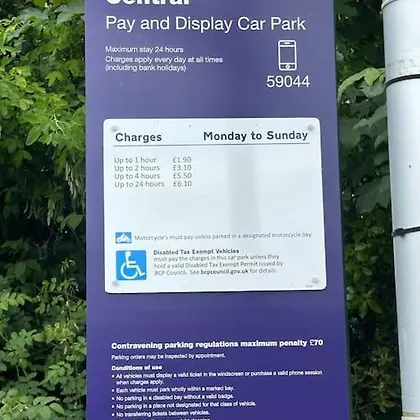 Central
Pay and Display Car Park
Maximum stay 24 hours
Charges apply every day at all times
(including bank holidays)
59044
Charges Monday to Sunday
Up to 1 hour £1.90
Up to 2 hours £3.10
Up to 4 hours £5.50
Up to 24 hours £6.10
Motorcycle's must pay unless parked in a designated motorcycle bay
Disabled Tax Exempt Vehicles
must pay the charges in this car park unless they
hold a valid Disabled Tax Exempt Permit issued by
BCP Council. See bcpcouncil.gov.uk for details
Contravening parking regulations maximum penalty £70
Parking orders may be inspected by appointment.
Conditions of use
• All vehicles must display a valid ticket in the windscreen or purchase a valid phone session
when charges apply.
• Each vehicle must park wholly within a marked bay.
• No parking in a disabled bay without a valid badge.
• No parking in a place not designated for that class of vehicle.
• No transferring tickets between vehicles.